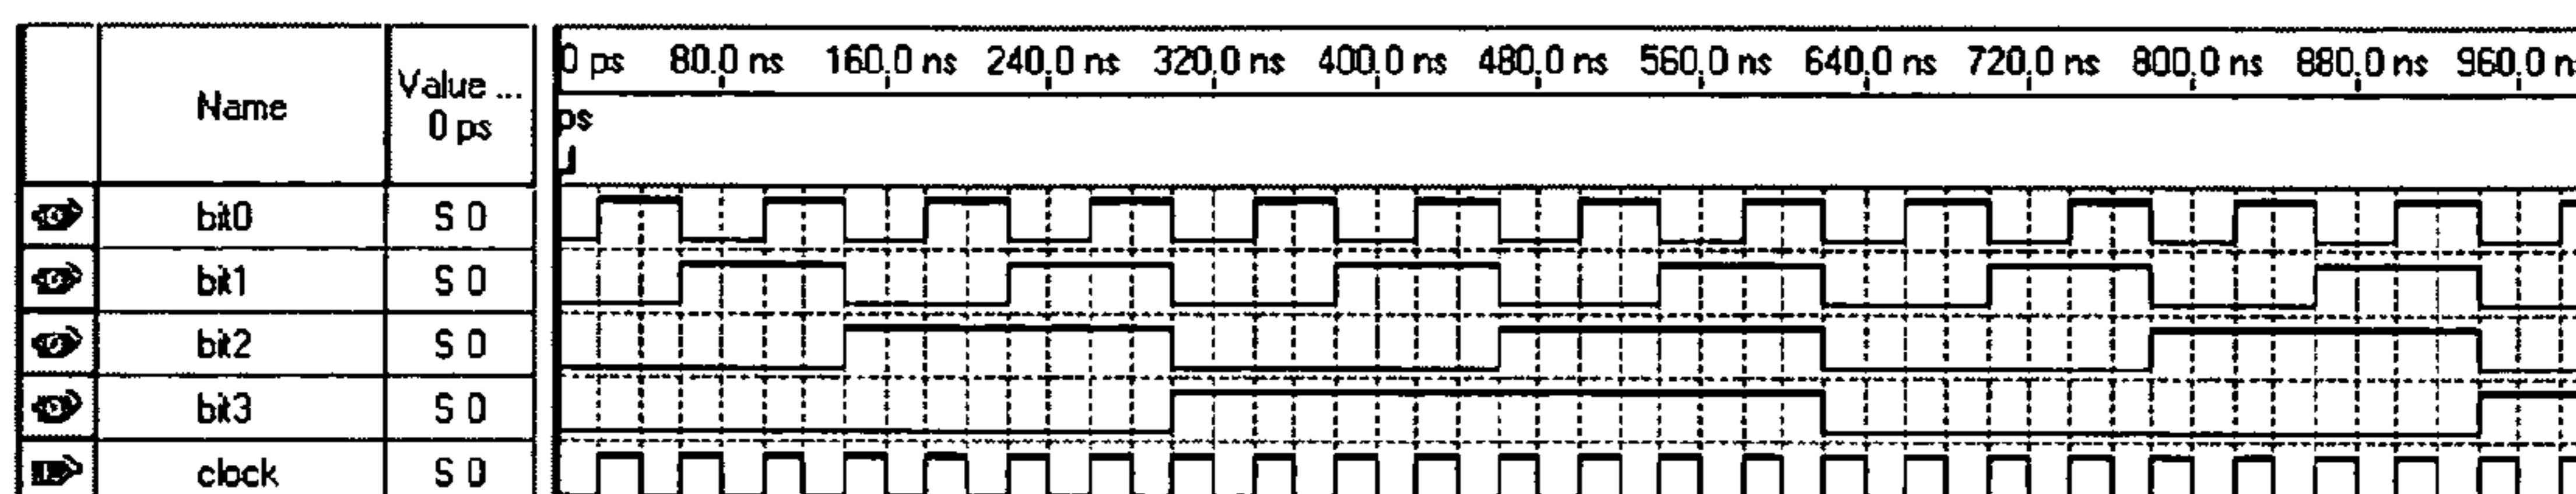 Name
Value ...
0 ps
0 ps 80.0 ns 160.0 ns 240.0 ns 320.0 ns 400.0 ns 480.0 ns 560.0 ns 640.0 ns 720.0 ns 800.0 ns 880.0 ns 960.0 n
ps
bit0 S 0
bit1 S 0
bit2 S 0
bit3 S 0
clock S 0